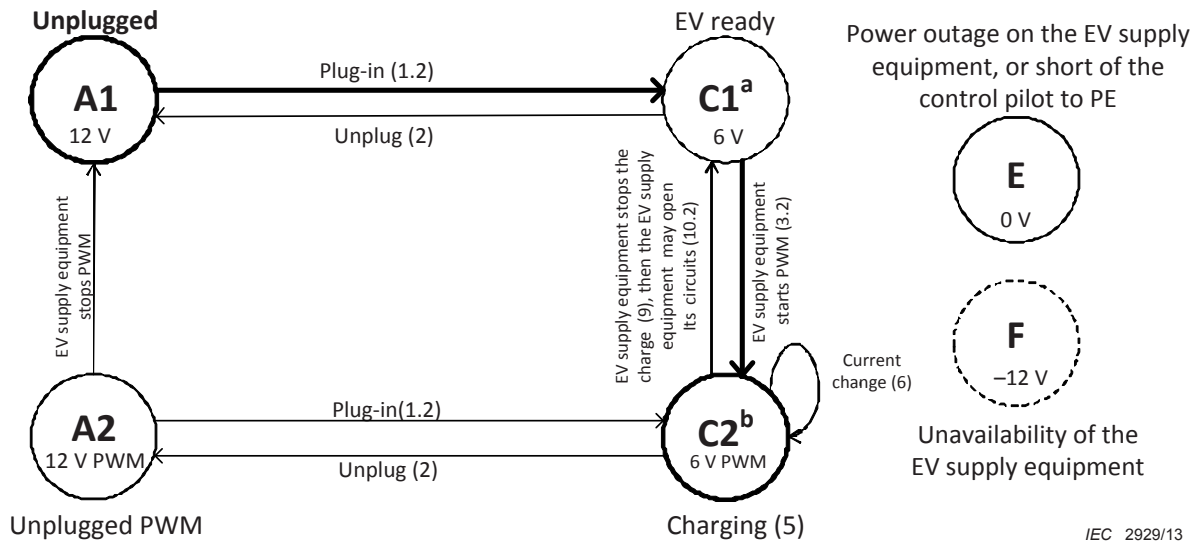 Unplugged
A1
12 V
Plug-in (1.2)
Unplug (2)
EV ready
C1a
6 V
Power outage on the EV supply
equipment, or short of the
control pilot to PE
E
0 V
EV supply equipment
stops PWM
EV supply equipment stops the
charge (9), then the EV supply
equipment may open
Its circuits (10.2)
EV supply equipment
starts PWM (3.2)
F
–12 V
Current
change (6)
A2
12 V PWM
Plug-in(1.2)
Unplug (2)
C2b
6 V PWM
Unavailability of the
EV supply equipment
Unplugged PWM
Charging (5)
IEC 2929/13